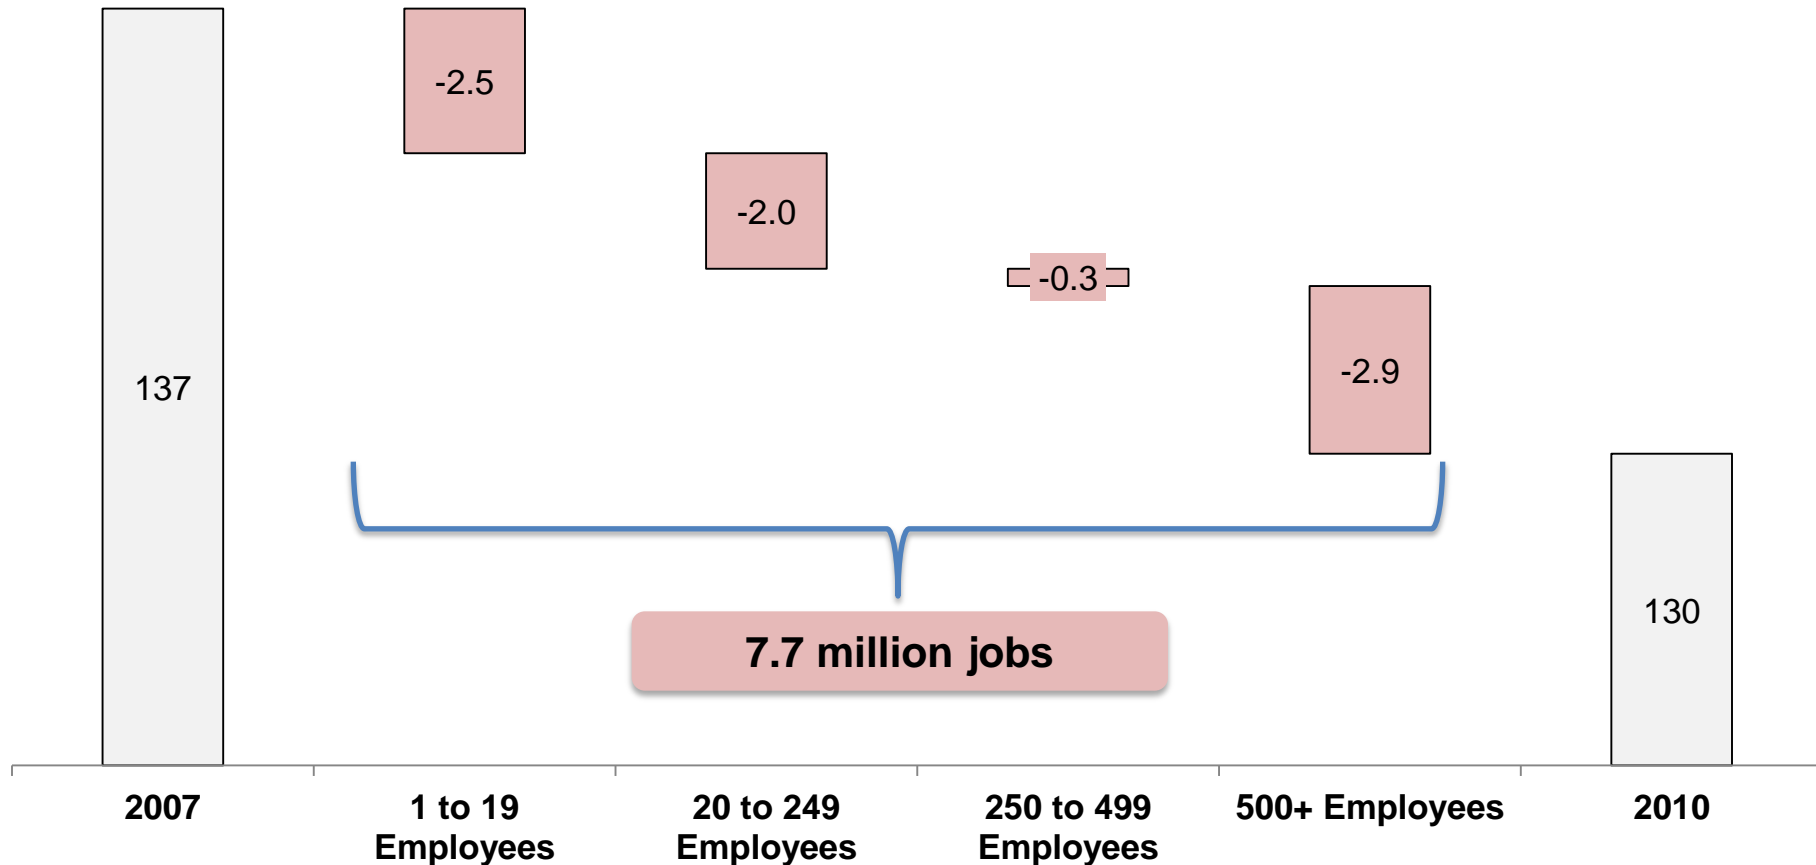 -2.5
-2.0
-0.3
-2.9
137
130
7.7 million jobs
2007
1 to 19
Employees
20 to 249
Employees
250 to 499
Employees
500+ Employees
2010